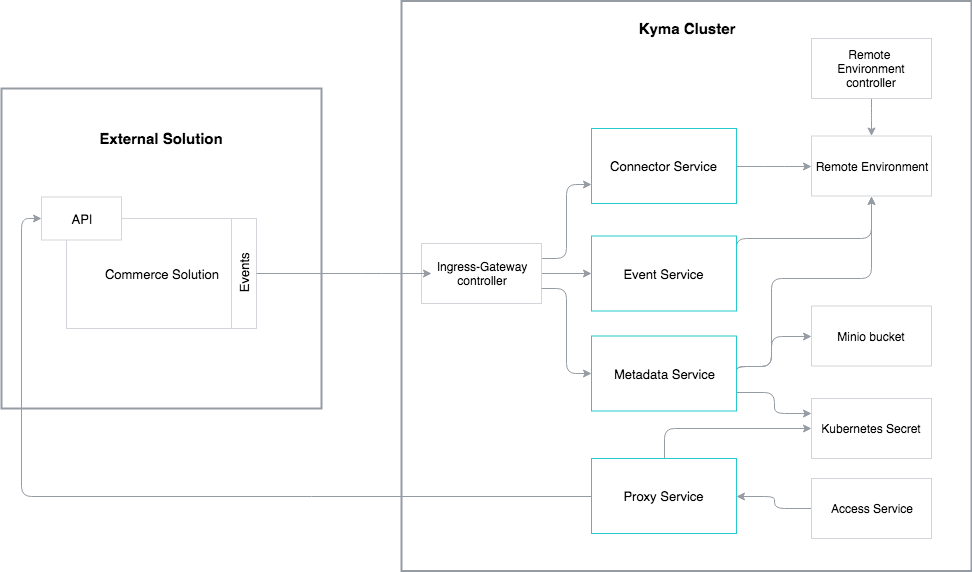 Kyma Cluster
Remote
Environment
controller
External Solution
Connector Service
Remote Environment
API
Commerce Solution
Events
Ingress-Gateway
controller
Event Service
Minio bucket
Metadata Service
Kubernetes Secret
Proxy Service
Access Service